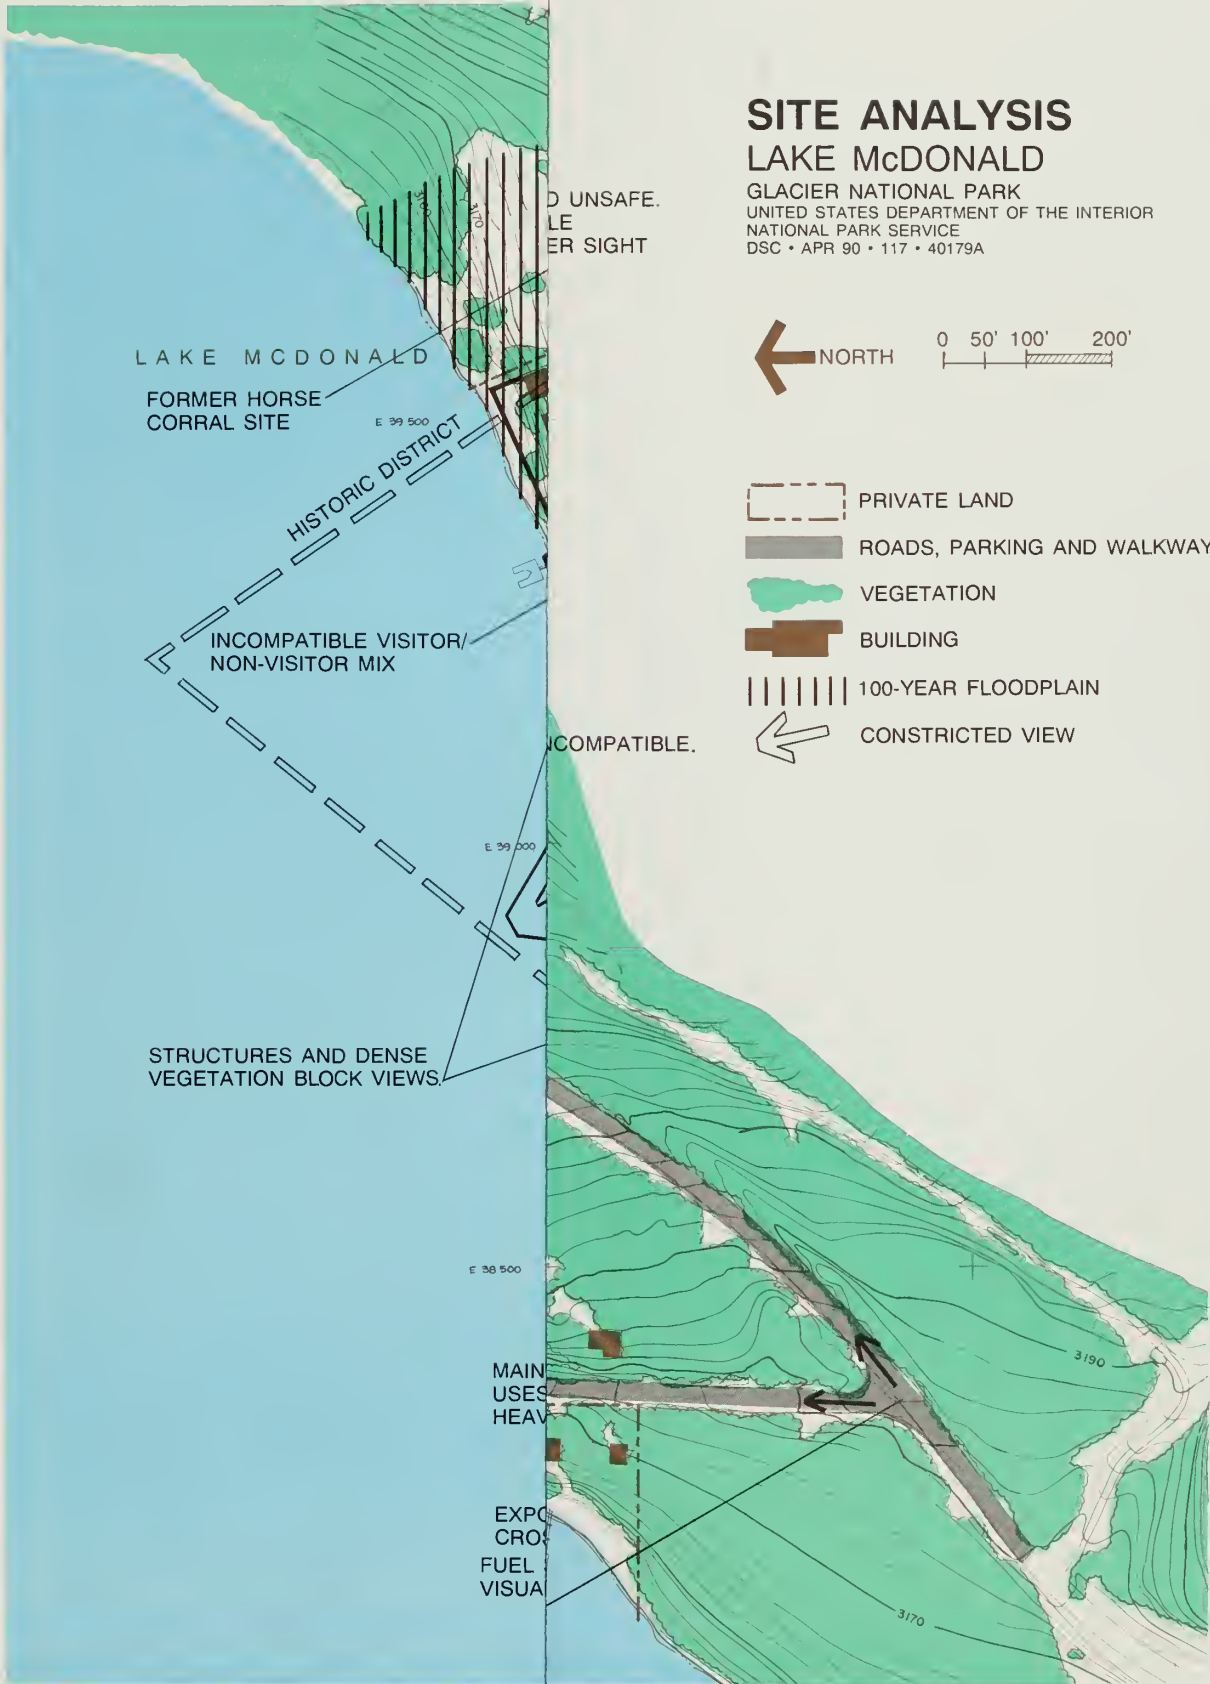 SITE ANALYSIS
LAKE McDONALD
GLACIER NATIONAL PARK
UNITED STATES DEPARTMENT OF THE INTERIOR
NATIONAL PARK SERVICE
DSC • APR 90 • 117 • 40179A
D UNSAFE.
LE
ER SIGHT
3160
3170
NORTH
0 50' 100' 200'
LAKE MCDONALD
FORMER HORSE
CORRAL SITE
E 39 500
HISTORIC DISTRICT
PRIVATE LAND
ROADS, PARKING AND WALKWAY
VEGETATION
BUILDING
100-YEAR FLOODPLAIN
CONSTRICTED VIEW
INCOMPATIBLE VISITOR/
NON-VISITOR MIX
NCOMPATIBLE.
E 39 000
STRUCTURES AND DENSE
VEGETATION BLOCK VIEWS.
E 38 500
3190
MAIN
USES
HEAV
EXPO
CROS
FUEL
VISUA
3170